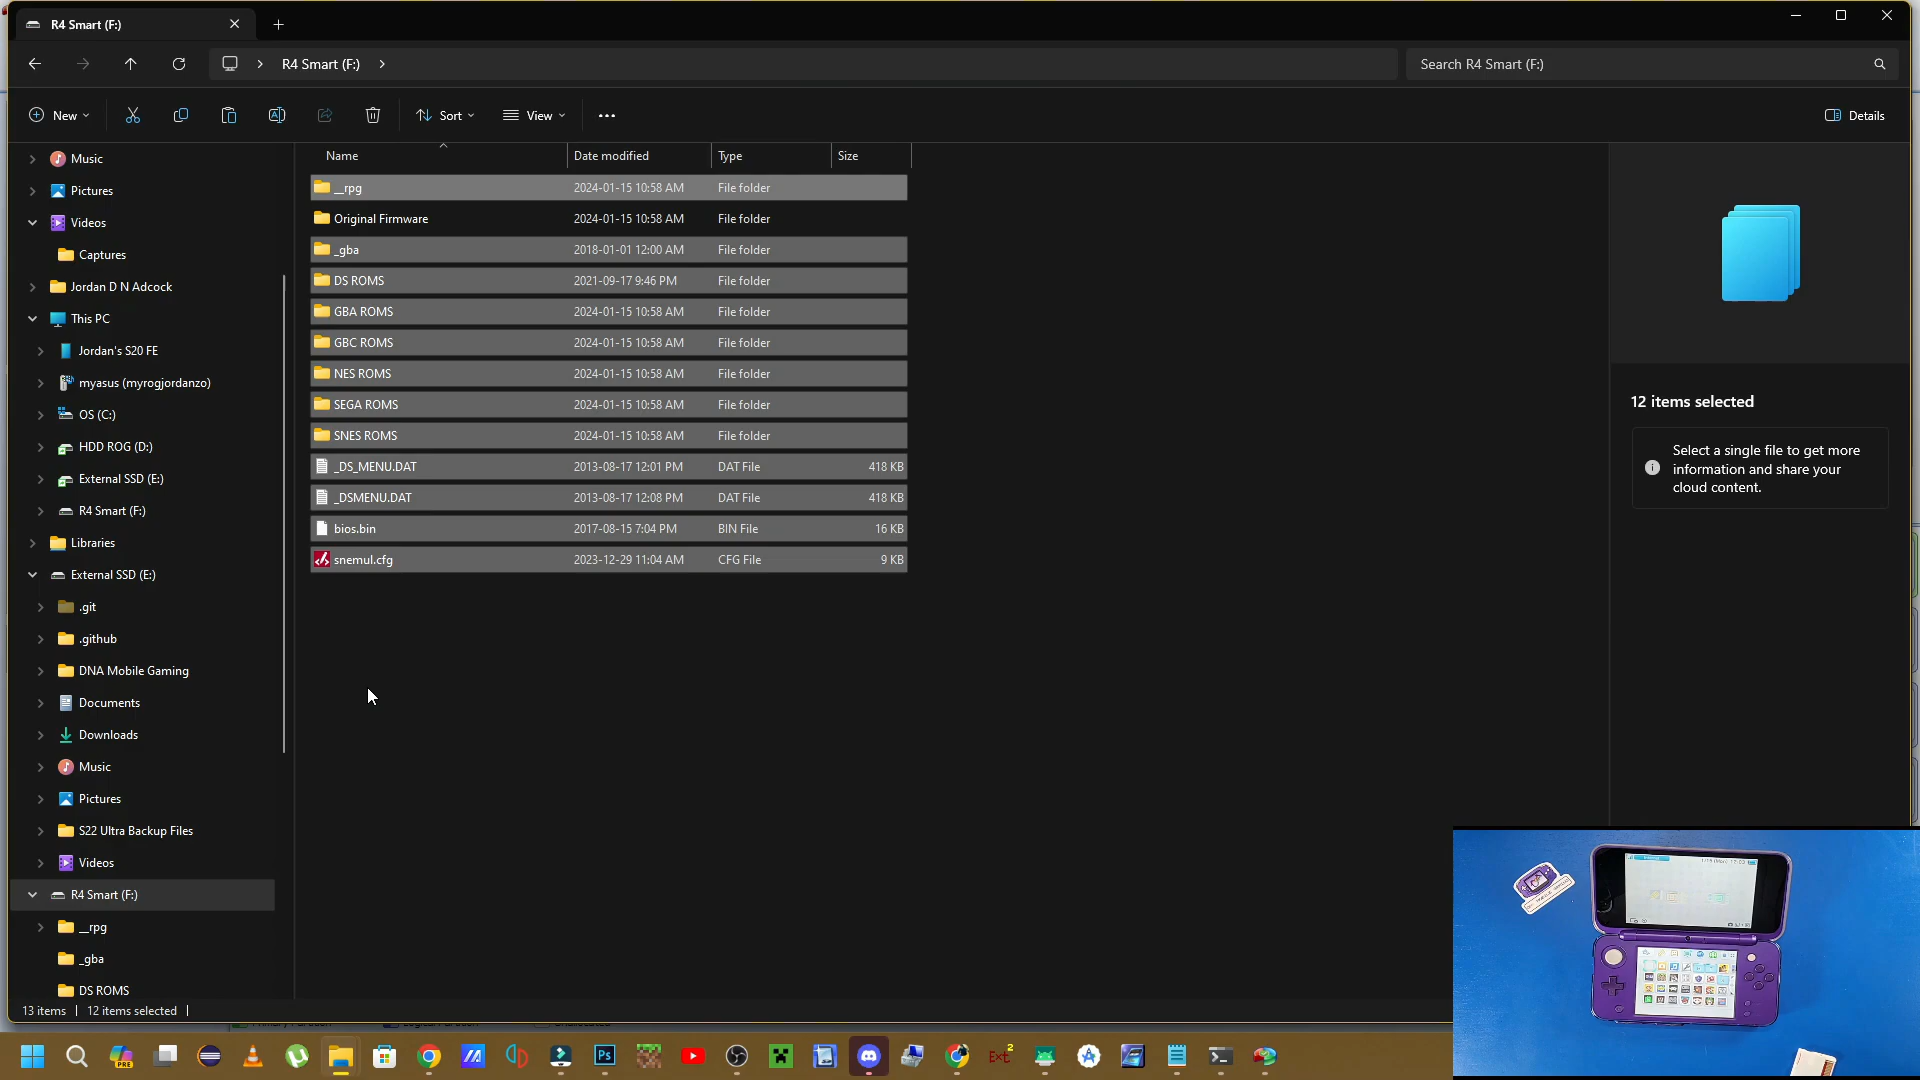 R4 Smart (F:)
R4 Smart (F:)
Search R4 Smart (F:)
New
Sort
View
Details
Music
Pictures
Videos
Captures
Jordan D N Adcock
This PC
Jordan's S20 FE
myasus (myrogjordanzo)
OS (C:)
HDD ROG (D:)
External SSD (E:)
R4 Smart (F:)
Libraries
External SSD (E:)
.git
.github
DNA Mobile Gaming
Documents
Downloads
Music
Pictures
S22 Ultra Backup Files
Videos
R4 Smart (F:)
__rpg
_gba
DS ROMS
Name Date modified Type Size
__rpg 2024-01-15 10:58 AM File folder
Original Firmware 2024-01-15 10:58 AM File folder
_gba 2018-01-01 12:00 AM File folder
DS ROMS 2021-09-17 9:46 PM File folder
GBA ROMS 2024-01-15 10:58 AM File folder
GBC ROMS 2024-01-15 10:58 AM File folder
NES ROMS 2024-01-15 10:58 AM File folder
SEGA ROMS 2024-01-15 10:58 AM File folder
SNES ROMS 2024-01-15 10:58 AM File folder
_DS_MENU.DAT 2013-08-17 12:01 PM DAT File 418 KB
_DSMENU.DAT 2013-08-17 12:08 PM DAT File 418 KB
bios.bin 2017-08-15 7:04 PM BIN File 16 KB
snemul.cfg 2023-12-29 11:04 AM CFG File 9 KB
12 items selected
Select a single file to get more
information and share your
cloud content.
13 items 12 items selected
PRE
Ps
Ext2